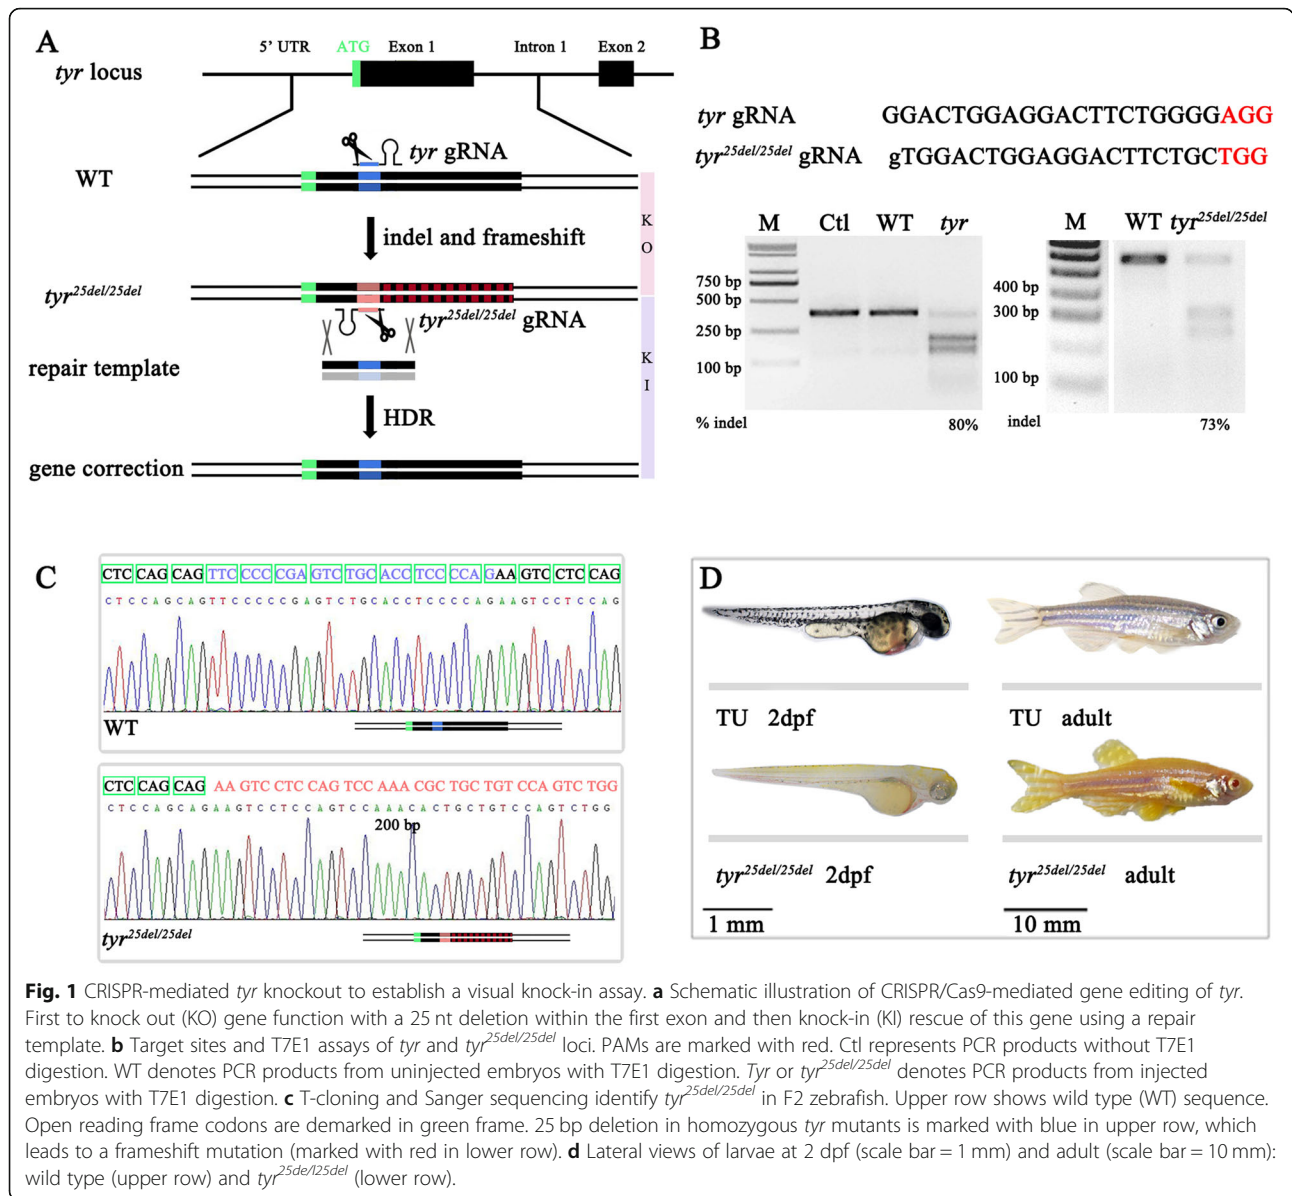 A
5' UTR ATG Exon 1 Intron 1 Exon 2
tyr locus
tyr gRNA
WT
K
O
indel and frameshift
tyr25del/25del
tyr25del/25del gRNA
repair template
K
I
HDR
gene correction
B
tyr gRNA GGACTGGAGGACTTCTGGGGAGG
tyr25del/25del gRNA gTGGACTGGAGGACTTCTGCTGG
M Ctl WT tyr
750 bp
500 bp
250 bp
100 bp
% indel 80%
M WT tyr25del/25del
400 bp
300 bp
100 bp
indel 73%
C
CTC CAG CAG TTC CCC CGA GTC TGC ACC TCC CCA GAA GTC CTC CAG
C T C C A G C A G T T C C C C C G A G T C T G C A C C T C C C C A G A A G T C C T C C A G
WT
CTC CAG CAG AA GTC CTC CAG TCC AAA CGC TGC TGT CCA GTC TGG
C T C C A G C A G A A G T C C T C C A G T C C A A A C A C T G C T G T C C A G T C T G G
200 bp
tyr25del/25del
D
TU 2dpf TU adult
tyr25del/25del 2dpf tyr25del/25del adult
1 mm 10 mm
Fig. 1 CRISPR-mediated tyr knockout to establish a visual knock-in assay. a Schematic illustration of CRISPR/Cas9-mediated gene editing of tyr.
First to knock out (KO) gene function with a 25 nt deletion within the first exon and then knock-in (KI) rescue of this gene using a repair
template. b Target sites and T7E1 assays of tyr and tyr25del/25del loci. PAMs are marked with red. Ctl represents PCR products without T7E1
digestion. WT denotes PCR products from uninjected embryos with T7E1 digestion. Tyr or tyr25del/25del denotes PCR products from injected
embryos with T7E1 digestion. c T-cloning and Sanger sequencing identify tyr25del/25del in F2 zebrafish. Upper row shows wild type (WT) sequence.
Open reading frame codons are demarked in green frame. 25 bp deletion in homozygous tyr mutants is marked with blue in upper row, which
leads to a frameshift mutation (marked with red in lower row). d Lateral views of larvae at 2 dpf (scale bar = 1 mm) and adult (scale bar = 10 mm):
wild type (upper row) and tyr25de/l25del (lower row).